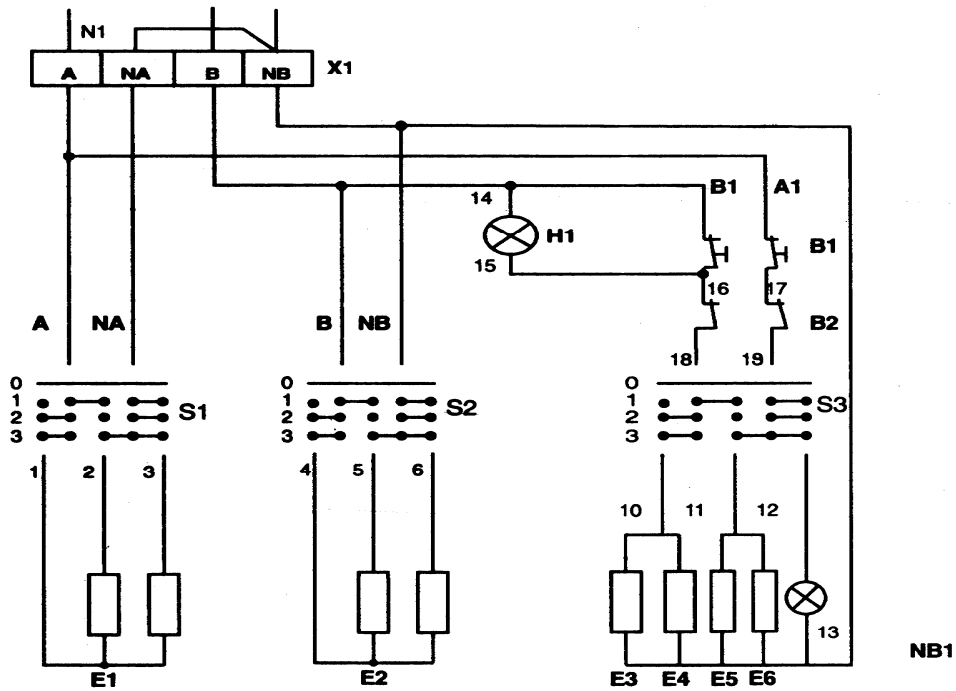 N1
A NA B NB X1
B1 A1
14
H1 B1
15
16 17
A NA B NB B2
18 19
0 0 0
1 1 1
S1 S2 S3
2 2 2
3 3 3
1 2 3 4 5 6
10 11 12
13
NB1
E1 E2 E3 E4 E5 E6